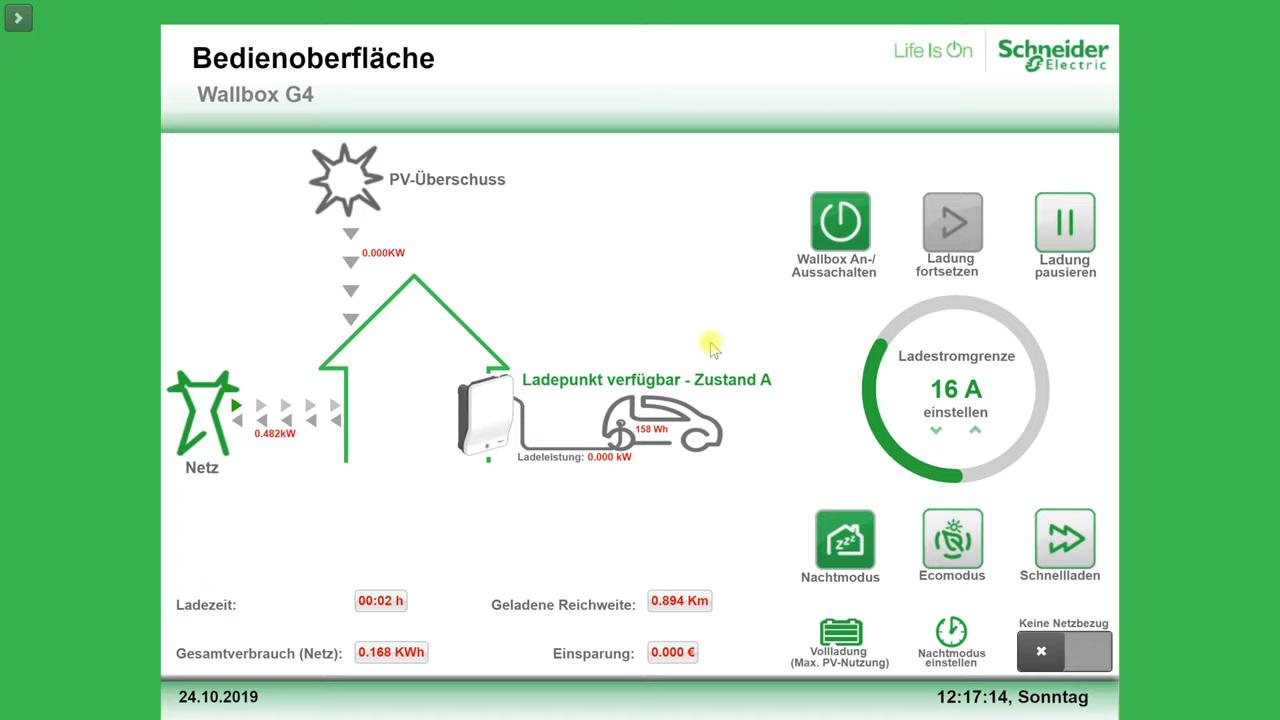 Bedienoberfläche
Wallbox G4
Life Is On
Schneider
Electric
PV-Überschuss
0.000KW
Wallbox An-/
Aussachalten
Ladung
fortsetzen
Ladung
pausieren
Ladestromgrenze
16 A
einstellen
Ladepunkt verfügbar - Zustand A
158 Wh
Ladeleistung: 0.000 kW
0.482kW
Netz
zzz
Nachtmodus
Ecomodus
Schnellladen
Ladezeit:
00:02 h
Geladene Reichweite:
0.894 Km
Gesamtverbrauch (Netz):
0.168 KWh
Einsparung:
0.000 €
Vollladung
(Max. PV-Nutzung)
Nachtmodus
einstellen
Keine Netzbezug
24.10.2019
12:17:14, Sonntag